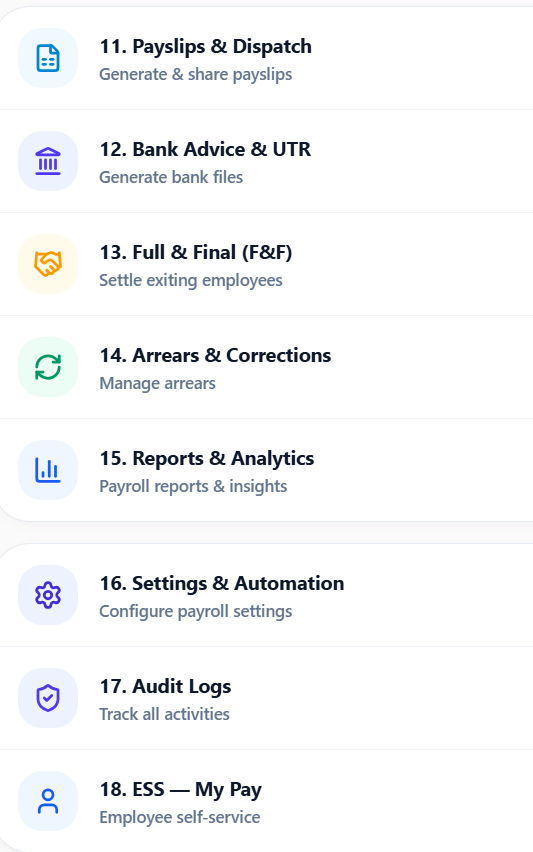 11. Payslips & Dispatch
Generate & share payslips
12. Bank Advice & UTR
Generate bank files
13. Full & Final (F&F)
Settle exiting employees
14. Arrears & Corrections
Manage arrears
15. Reports & Analytics
Payroll reports & insights
16. Settings & Automation
Configure payroll settings
17. Audit Logs
Track all activities
18. ESS — My Pay
Employee self-service